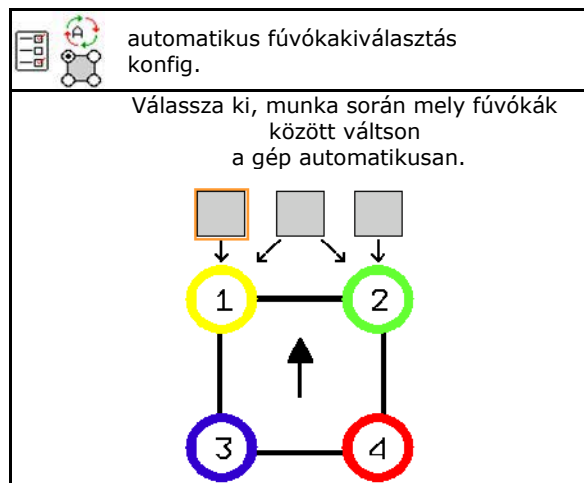 A
automatikus fúvókakiválasztás
konfig.
Válassza ki, munka során mely fúvókák
között váltson
a gép automatikusan.
1
2
3
4